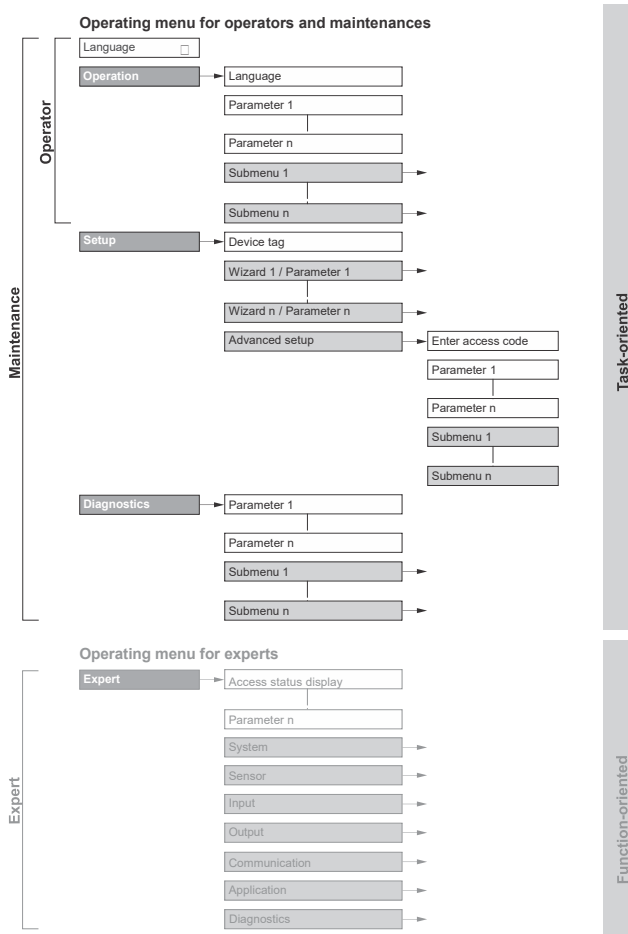 Operating menu for operators and maintenances
Language
Operation
Language
Parameter 1
Parameter n
Submenu 1
Submenu n
Setup
Device tag
Wizard 1 / Parameter 1
Wizard n / Parameter n
Advanced setup
Enter access code
Parameter 1
Parameter n
Submenu 1
Submenu n
Diagnostics
Parameter 1
Parameter n
Submenu 1
Submenu n
Operator
Maintenance
Task-oriented
Operating menu for experts
Expert
Access status display
Parameter n
System
Sensor
Input
Output
Communication
Application
Diagnostics
Expert
Function-oriented